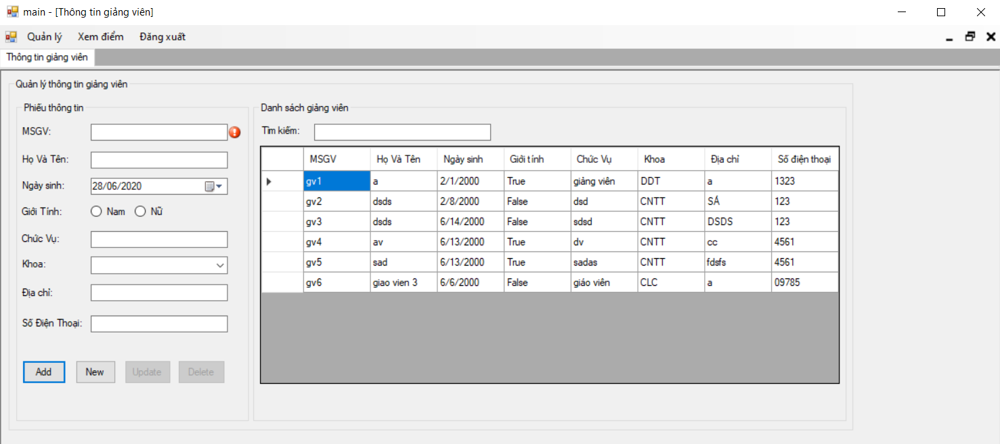 main - [Thông tin giảng viên]
Quản lý Xem điểm Đăng xuất
Thông tin giảng viên
Quản lý thông tin giảng viên
Phiếu thông tin
MSGV:
Họ Và Tên:
Ngày sinh: 28/06/2020
Giới Tính: Nam Nữ
Chức Vụ:
Khoa:
Địa chỉ:
Số Điện Thoại:
Add New Update Delete
Danh sách giảng viên
Tìm kiếm:
MSGV Họ Và Tên Ngày sinh Giới tính Chức Vụ Khoa Địa chỉ Số điện thoại
gv1 a 2/1/2000 True giảng viên DDT a 1323
gv2 dsds 2/8/2000 False dsd CNTT SÁ 123
gv3 dsds 6/14/2000 False sdsd CNTT DSDS 123
gv4 av 6/13/2000 True dv CNTT cc 4561
gv5 sad 6/13/2000 True sadas CNTT fdsfs 4561
gv6 giao vien 3 6/6/2000 False giáo viên CLC a 09785